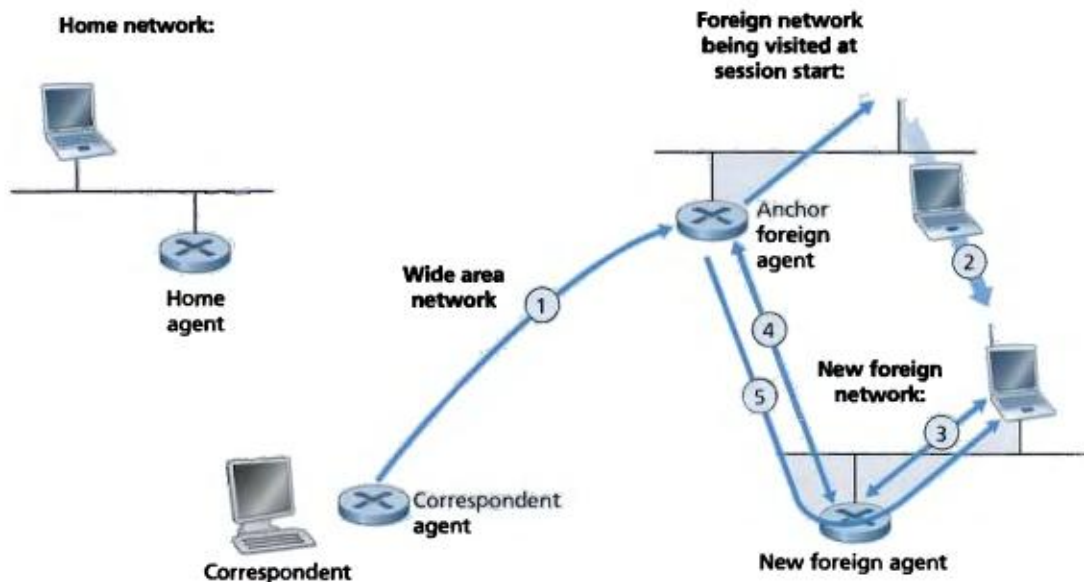 Home network:
Foreign network
being visited at
session start:
Anchor
foreign
agent
Wide area
network
1
2
Home
agent
4
New foreign
network:
5
3
Correspondent
agent
New foreign agent
Correspondent